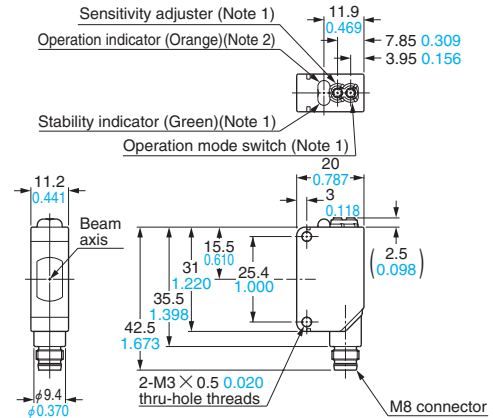 Sensitivity adjuster (Note 1)
11.9
0.469
Operation indicator (Orange)(Note 2)
7.85 0.309
3.95 0.156
Stability indicator (Green)(Note 1)
Operation mode switch (Note 1)
20
0.787
11.2
0.441
3
0.118
Beam
axis
15.5
0.610
2.5
0.098
31
1.220
25.4
1.000
35.5
1.398
42.5
1.673
φ9.4
φ0.370
2-M3 × 0.5 0.020
thru-hole threads
M8 connector